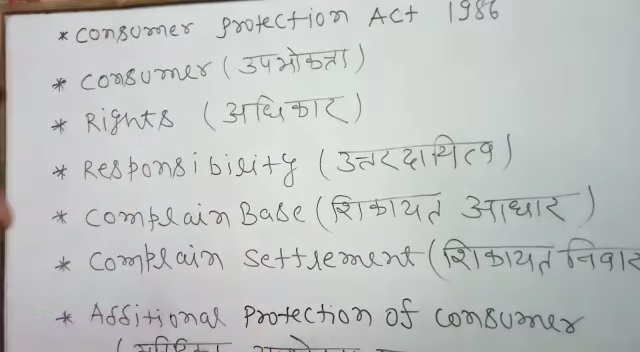 * Consumer Protection Act 1986
* Consumer (उपभोक्ता)
* Rights (अधिकार)
* Responsibility (उत्तरदायित्व)
* Complain Base (शिकायत आधार)
* Complain Settlement (शिकायत
* Additional Protection of Consumer